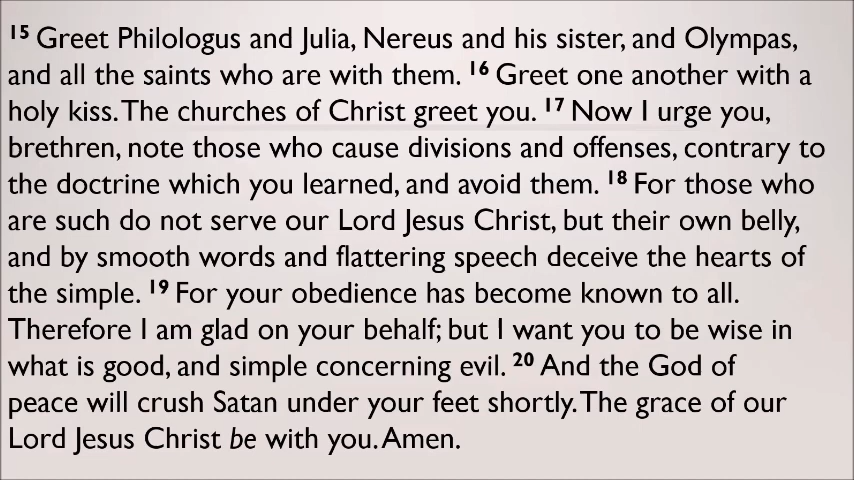 15 Greet Philologus and Julia, Nereus and his sister, and Olympas,
and all the saints who are with them. 16 Greet one another with a
holy kiss. The churches of Christ greet you. 17 Now I urge you,
brethren, note those who cause divisions and offenses, contrary to
the doctrine which you learned, and avoid them. 18 For those who
are such do not serve our Lord Jesus Christ, but their own belly,
and by smooth words and flattering speech deceive the hearts of
the simple. 19 For your obedience has become known to all.
Therefore I am glad on your behalf; but I want you to be wise in
what is good, and simple concerning evil. 20 And the God of
peace will crush Satan under your feet shortly. The grace of our
Lord Jesus Christ be with you. Amen.